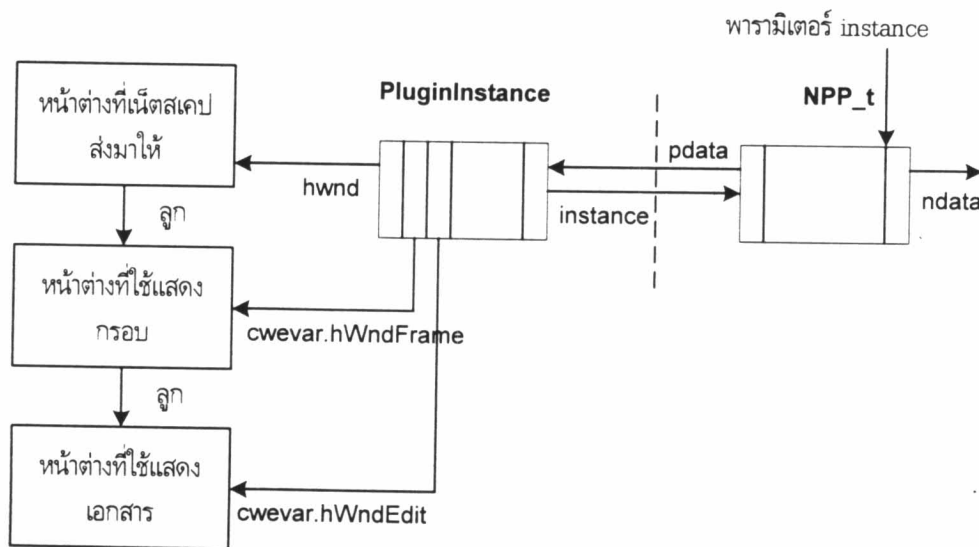 พารามิเตอร์ instance
หน้าต่างที่เน็ตสเคป
ส่งมาให้
PluginInstance
NPP_t
hwnd
pdata
instance
ndata
ลูก
หน้าต่างที่ใช้แสดง
กรอบ
cwevar.hWndFrame
ลูก
หน้าต่างที่ใช้แสดง
เอกสาร
cwevar.hWndEdit